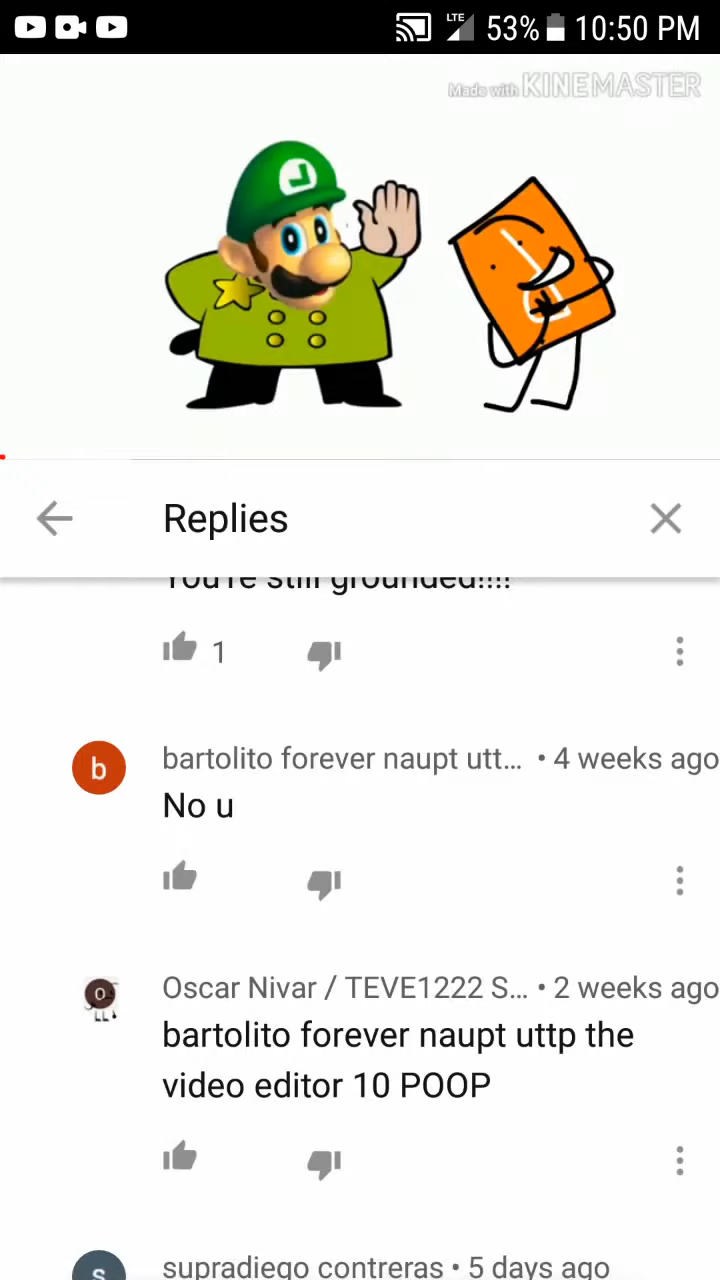 LTE 53% 10:50 PM
Made with KINEMASTER
Replies
You're still grounded!!!!
1
b
bartolito forever naupt utt... • 4 weeks ago
No u
Oscar Nivar / TEVE1222 S... • 2 weeks ago
bartolito forever naupt uttp the
video editor 10 POOP
s
supradiego contreras • 5 days ago